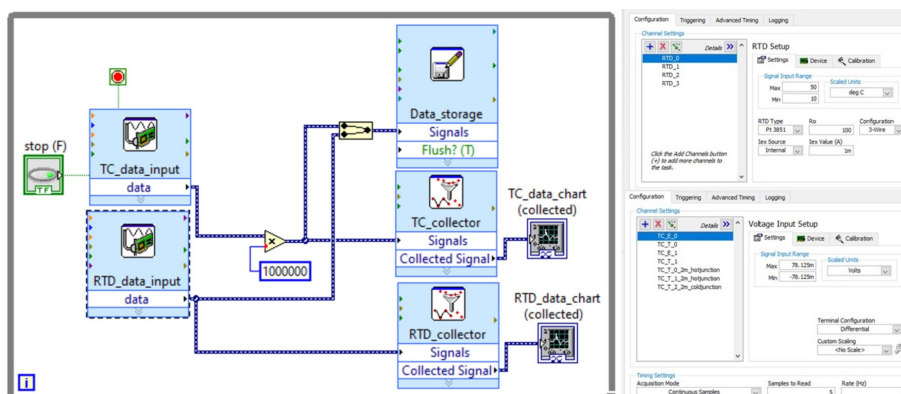 stop (F)
TF
TC_data_input
data
RTD_data_input
data
1000000
Data_storage
Signals
Flush? (T)
TC_collector
Signals
Collected Signal
TC_data_chart
(collected)
RTD_collector
Signals
Collected Signal
RTD_data_chart
(collected)
i
Configuration Triggering Advanced Timing Logging
Channel Settings
Details
RTD_0
RTD_1
RTD_2
RTD_3
Click the Add Channels button
(+) to add more channels to
the task.
RTD Setup
Settings Device Calibration
Signal Input Range
Max 50
Min 10
Scaled Units
deg C
RTD Type Ro Configuration
Pt 3851 100 3-Wire
Iex Source Iex Value (A)
Internal 1m
Configuration Triggering Advanced Timing Logging
Channel Settings
Details
TC_E_0
TC_T_0
TC_E_1
TC_T_1
TC_T_0_2m_hotjunction
TC_T_1_2m_hotjunction
TC_T_2_2m_coldjunction
Voltage Input Setup
Settings Device Calibration
Signal Input Range
Max 78.125m
Min -78.125m
Scaled Units
Volts
Terminal Configuration
Differential
Custom Scaling
<No Scale>
Timing Settings
Acquisition Mode Samples to Read Rate (Hz)
Continuous Samples 5